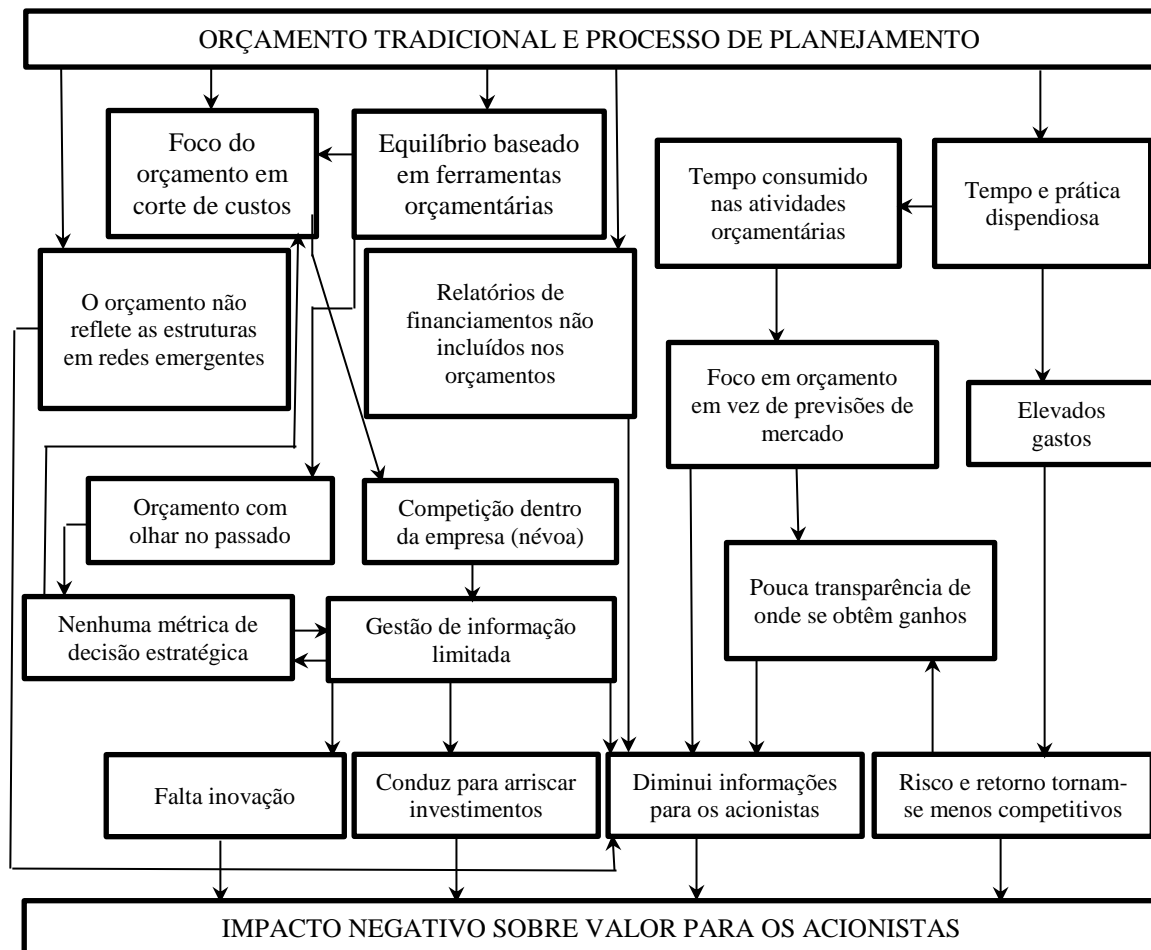 ORÇAMENTO TRADICIONAL E PROCESSO DE PLANEJAMENTO
Foco do
orçamento em
corte de custos
Equilíbrio baseado
em ferramentas
orçamentárias
Tempo consumido
nas atividades
orçamentárias
Tempo e prática
dispendiosa
O orçamento não
reflete as estruturas
em redes emergentes
Relatórios de
financiamentos não
incluídos nos
orçamentos
Foco em orçamento
em vez de previsões de
mercado
Elevados
gastos
Orçamento com
olhar no passado
Competição dentro
da empresa (névoa)
Pouca transparência de
onde se obtêm ganhos
Nenhuma métrica de
decisão estratégica
Gestão de informação
limitada
Falta inovação
Conduz para arriscar
investimentos
Diminui informações
para os acionistas
Risco e retorno tornam-
se menos competitivos
IMPACTO NEGATIVO SOBRE VALOR PARA OS ACIONISTAS